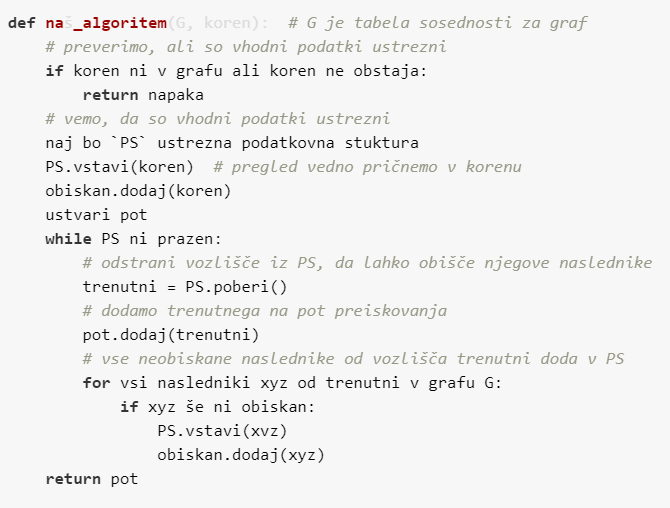 def naš_algoritem(G, koren):  # G je tabela sosednosti za graf
    # preverimo, ali so vhodni podatki ustrezni
    if koren ni v grafu ali koren ne obstaja:
        return napaka
    # vemo, da so vhodni podatki ustrezni
    naj bo `PS` ustrezna podatkovna stuktura
    PS.vstavi(koren)  # pregled vedno pričnemo v korenu
    obiskan.dodaj(koren)
    ustvari pot
    while PS ni prazen:
        # odstrani vozlišče iz PS, da lahko obišče njegove naslednike
        trenutni = PS.poberi()
        # dodamo trenutnega na pot preiskovanja
        pot.dodaj(trenutni)
        # vse neobiskane naslednike od vozlišča trenutni doda v PS
        for vsi nasledniki xyz od trenutni v grafu G:
            if xyz še ni obiskan:
                PS.vstavi(xvz)
                obiskan.dodaj(xyz)
    return pot